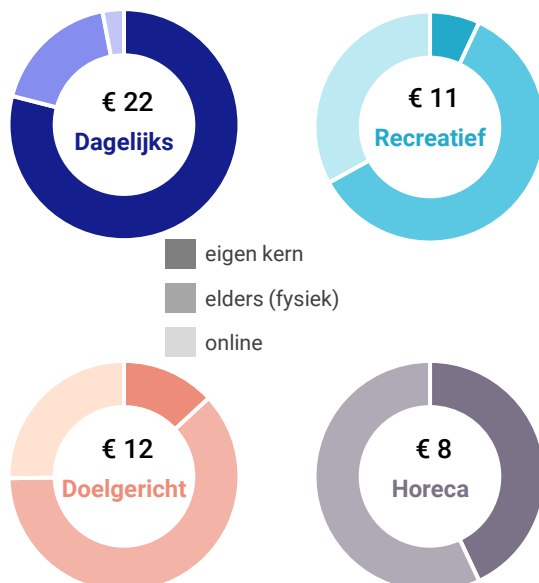 € 22
Dagelijks
€ 11
Recreatief
eigen kern
elders (fysiek)
online
€ 12
Doelgericht
€ 8
Horeca